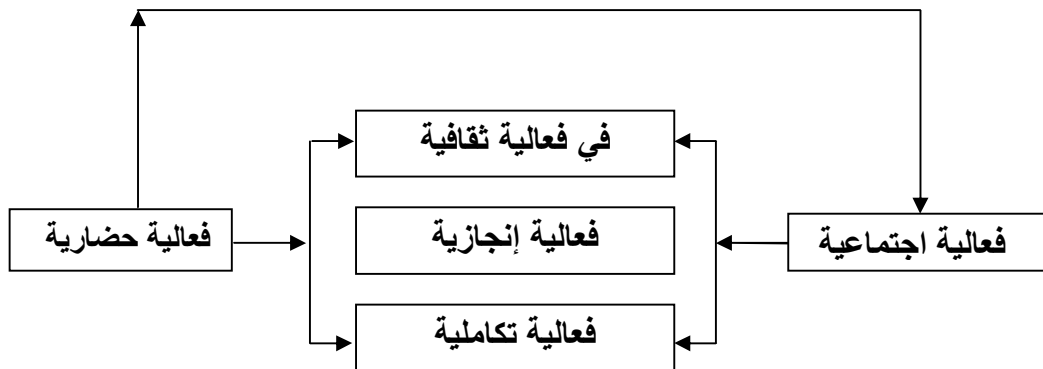 في فعالية ثقافية
فعالية اجتماعية
فعالية إنجازية
فعالية حضارية
فعالية تكاملية